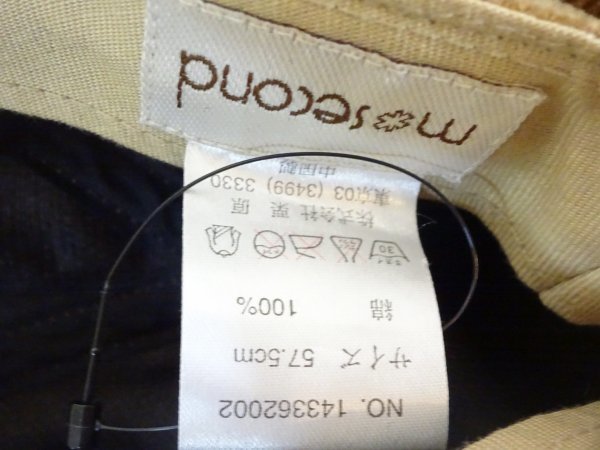 m*second
NO. 143362002
サイズ 57.5cm
綿 100%
株式会社 栗原
東京03 (3499) 3330
中国製